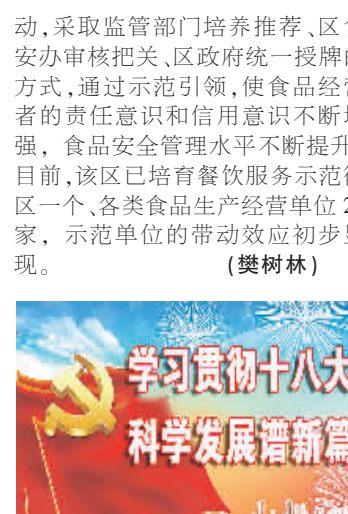 动,采取监管部门培养推荐、区
安办审核把关、区政府统一授牌
方式,通过示范引领,使食品经
者的责任意识和信用意识不断
强，食品安全管理水平不断提升
目前,该区已培育餐饮服务示范
区一个、各类食品生产经营单位 2
家，示范单位的带动效应初步
现。 (樊树林)
学习贯彻十八大
科学发展谱新篇